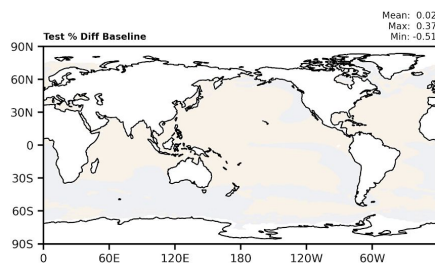 Mean: 0.02
Max: 0.37
Min: -0.51
Test % Diff Baseline
90N
60N
30N
0
30S
60S
90S
0 60E 120E 180 120W 60W